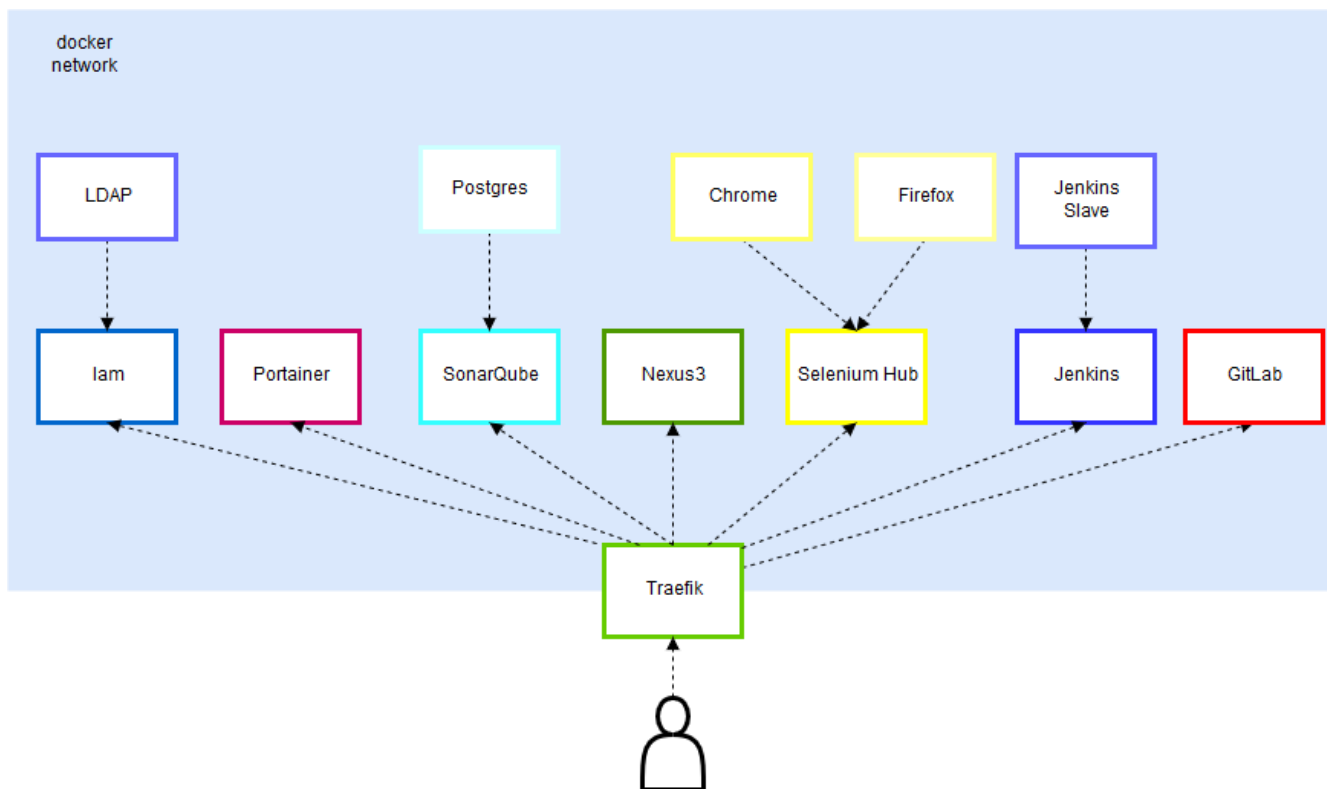 docker
network
LDAP
Postgres
Chrome
Firefox
Jenkins
Slave
Iam
Portainer
SonarQube
Nexus3
Selenium Hub
Jenkins
GitLab
Traefik